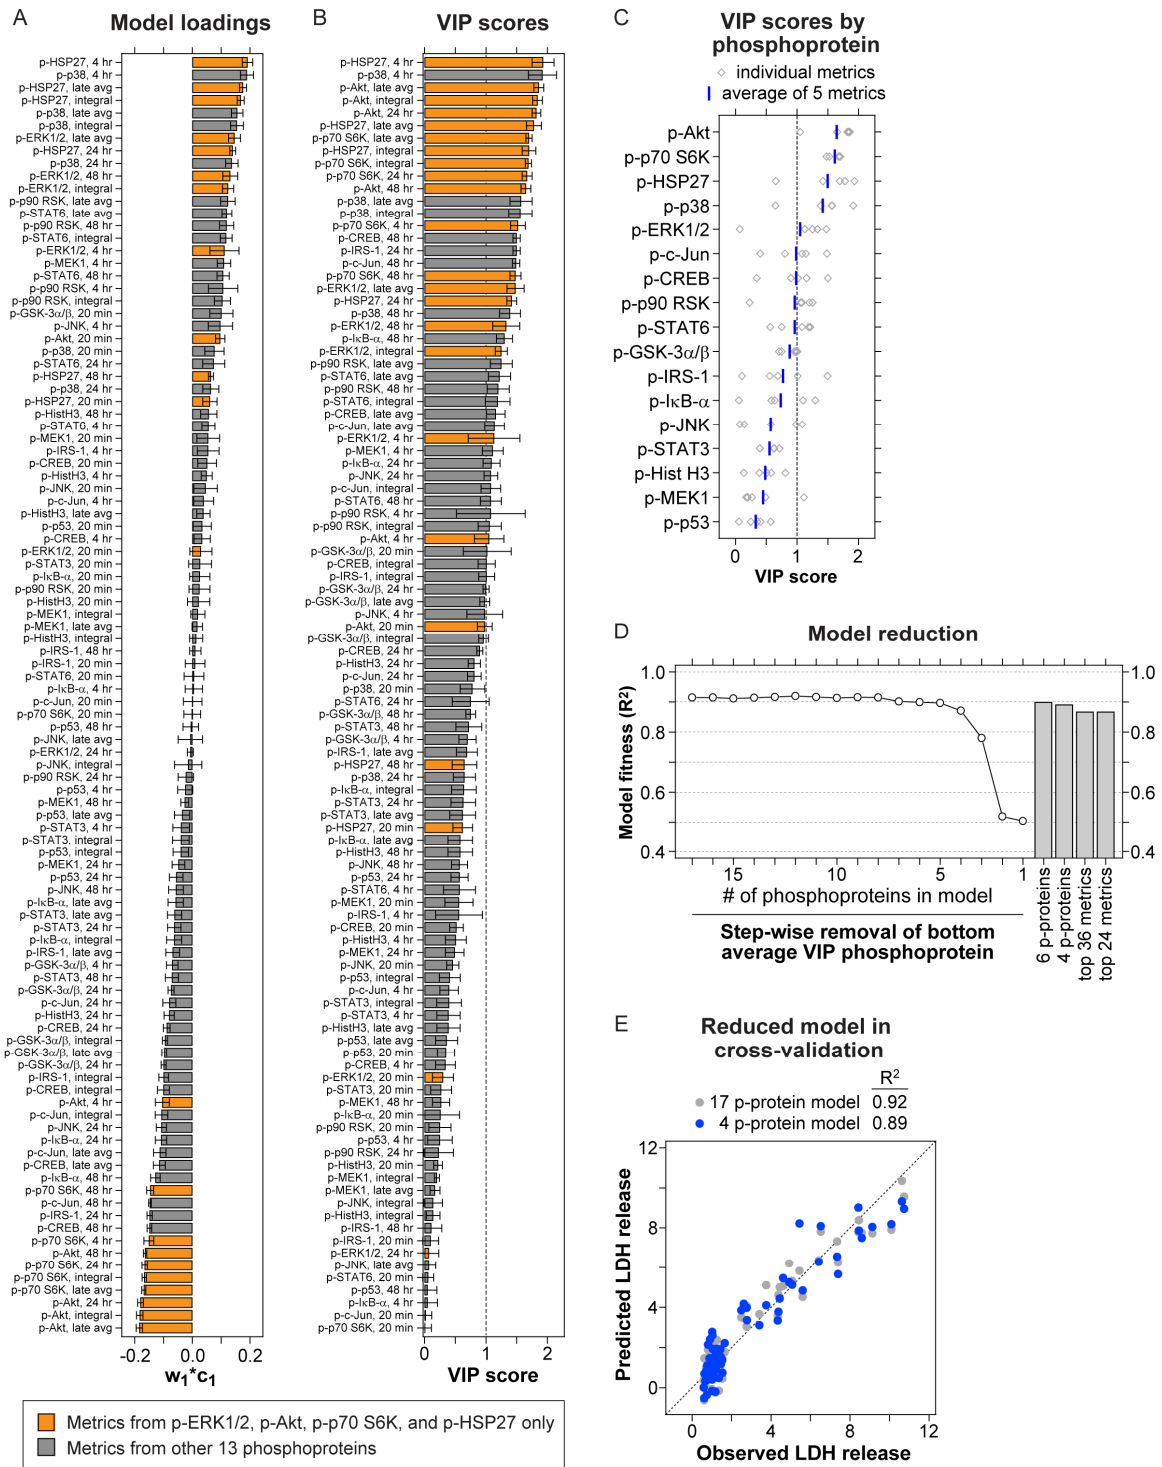 A
Model loadings
p-HSP27, 4 hr
p-p38, 4 hr
p-HSP27, late avg
p-HSP27, integral
p-p38, late avg
p-p38, integral
p-ERK1/2, late avg
p-HSP27, 24 hr
p-p38, 24 hr
p-ERK1/2, 48 hr
p-ERK1/2, integral
p-p90 RSK, late avg
p-STAT6, late avg
p-p90 RSK, 48 hr
p-STAT6, integral
p-ERK1/2, 4 hr
p-MEK1, 4 hr
p-STAT6, 48 hr
p-p90 RSK, 4 hr
p-p90 RSK, integral
p-GSK-3α/β, 20 min
p-JNK, 4 hr
p-Akt, 20 min
p-p38, 20 min
p-STAT6, 24 hr
p-HSP27, 48 hr
p-p38, 24 hr
p-HSP27, 20 min
p-HistH3, 48 hr
p-STAT6, 4 hr
p-MEK1, 20 min
p-IRS-1, 4 hr
p-CREB, 20 min
p-HistH3, 4 hr
p-JNK, 20 min
p-c-Jun, 4 hr
p-HistH3, late avg
p-p53, 20 min
p-CREB, 4 hr
p-ERK1/2, 20 min
p-STAT3, 20 min
p-IκB-α, 20 min
p-p90 RSK, 20 min
p-HistH3, 20 min
p-MEK1, integral
p-MEK1, late avg
p-HistH3, integral
p-IRS-1, 48 hr
p-IRS-1, 20 min
p-STAT6, 20 min
p-IκB-α, 4 hr
p-c-Jun, 20 min
p-p70 S6K, 20 min
p-p53, 48 hr
p-JNK, late avg
p-ERK1/2, 24 hr
p-JNK, integral
p-p90 RSK, 24 hr
p-p53, 4 hr
p-MEK1, 48 hr
p-p53, late avg
p-STAT3, 4 hr
p-STAT3, integral
p-p53, integral
p-MEK1, 24 hr
p-p53, 24 hr
p-JNK, 48 hr
p-IκB-α, late avg
p-STAT3, late avg
p-STAT3, 24 hr
p-IκB-α, integral
p-IRS-1, late avg
p-GSK-3α/β, 4 hr
p-STAT3, 48 hr
p-GSK-3α/β, 24 hr
p-c-Jun, 24 hr
p-HistH3, 24 hr
p-CREB, 24 hr
p-GSK-3α/β, integral
p-GSK-3α/β, late avg
p-GSK-3α/β, 24 hr
p-IRS-1, integral
p-CREB, integral
p-Akt, 4 hr
p-c-Jun, integral
p-JNK, 24 hr
p-IκB-α, 24 hr
p-c-Jun, late avg
p-CREB, late avg
p-IκB-α, 48 hr
p-p70 S6K, 48 hr
p-c-Jun, 48 hr
p-IRS-1, 24 hr
p-CREB, 48 hr
p-p70 S6K, 4 hr
p-Akt, 48 hr
p-p70 S6K, 24 hr
p-p70 S6K, integral
p-p70 S6K, late avg
p-Akt, 24 hr
p-Akt, integral
p-Akt, late avg
-0.2 0.0 0.2
w1*c1
B
VIP scores
p-HSP27, 4 hr
p-p38, 4 hr
p-Akt, late avg
p-Akt, integral
p-Akt, 24 hr
p-HSP27, late avg
p-p70 S6K, late avg
p-HSP27, integral
p-p70 S6K, integral
p-p70 S6K, 24 hr
p-Akt, 48 hr
p-p38, late avg
p-p38, integral
p-p70 S6K, 4 hr
p-CREB, 48 hr
p-IRS-1, 24 hr
p-c-Jun, 48 hr
p-p70 S6K, 48 hr
p-ERK1/2, late avg
p-HSP27, 24 hr
p-p38, 48 hr
p-ERK1/2, 48 hr
p-IκB-α, 48 hr
p-ERK1/2, integral
p-p90 RSK, late avg
p-STAT6, late avg
p-p90 RSK, 48 hr
p-STAT6, integral
p-CREB, late avg
p-c-Jun, late avg
p-ERK1/2, 4 hr
p-MEK1, 4 hr
p-IκB-α, 24 hr
p-JNK, 24 hr
p-c-Jun, integral
p-STAT6, 48 hr
p-p90 RSK, 4 hr
p-p90 RSK, integral
p-Akt, 4 hr
p-GSK-3α/β, 20 min
p-CREB, integral
p-IRS-1, integral
p-GSK-3α/β, 24 hr
p-GSK-3α/β, late avg
p-JNK, 4 hr
p-Akt, 20 min
p-GSK-3α/β, integral
p-CREB, 24 hr
p-HistH3, 24 hr
p-c-Jun, 24 hr
p-p38, 20 min
p-STAT6, 24 hr
p-GSK-3α/β, 48 hr
p-STAT3, 48 hr
p-GSK-3α/β, 4 hr
p-IRS-1, late avg
p-HSP27, 48 hr
p-p38, 24 hr
p-IκB-α, integral
p-STAT3, 24 hr
p-STAT3, late avg
p-HSP27, 20 min
p-IκB-α, late avg
p-HistH3, 48 hr
p-JNK, 48 hr
p-p53, 24 hr
p-STAT6, 4 hr
p-MEK1, 20 min
p-IRS-1, 4 hr
p-CREB, 20 min
p-HistH3, 4 hr
p-MEK1, 24 hr
p-JNK, 20 min
p-p53, integral
p-c-Jun, 4 hr
p-STAT3, integral
p-STAT3, 4 hr
p-HistH3, late avg
p-p53, late avg
p-p53, 20 min
p-CREB, 4 hr
p-ERK1/2, 20 min
p-STAT3, 20 min
p-MEK1, 48 hr
p-IκB-α, 20 min
p-p90 RSK, 20 min
p-p53, 4 hr
p-p90 RSK, 24 hr
p-HistH3, 20 min
p-MEK1, integral
p-MEK1, late avg
p-JNK, integral
p-HistH3, integral
p-IRS-1, 48 hr
p-IRS-1, 20 min
p-ERK1/2, 24 hr
p-JNK, late avg
p-STAT6, 20 min
p-p53, 48 hr
p-IκB-α, 4 hr
p-c-Jun, 20 min
p-p70 S6K, 20 min
0 1 2
VIP score
Metrics from p-ERK1/2, p-Akt, p-p70 S6K, and p-HSP27 only
Metrics from other 13 phosphoproteins
C
VIP scores by
phosphoprotein
individual metrics
average of 5 metrics
p-Akt
p-p70 S6K
p-HSP27
p-p38
p-ERK1/2
p-c-Jun
p-CREB
p-p90 RSK
p-STAT6
p-GSK-3α/β
p-IRS-1
p-IκB-α
p-JNK
p-STAT3
p-Hist H3
p-MEK1
p-p53
0 1 2
VIP score
D
Model reduction
Model fitness (R2)
1.0 1.0
0.8 0.8
0.6 0.6
0.4 0.4
15 10 5 1
# of phosphoproteins in model
Step-wise removal of bottom
average VIP phosphoprotein
6 p-proteins
4 p-proteins
top 36 metrics
top 24 metrics
E
Reduced model in
cross-validation
R2
17 p-protein model 0.92
4 p-protein model 0.89
Predicted LDH release
12
8
4
0
0 4 8 12
Observed LDH release